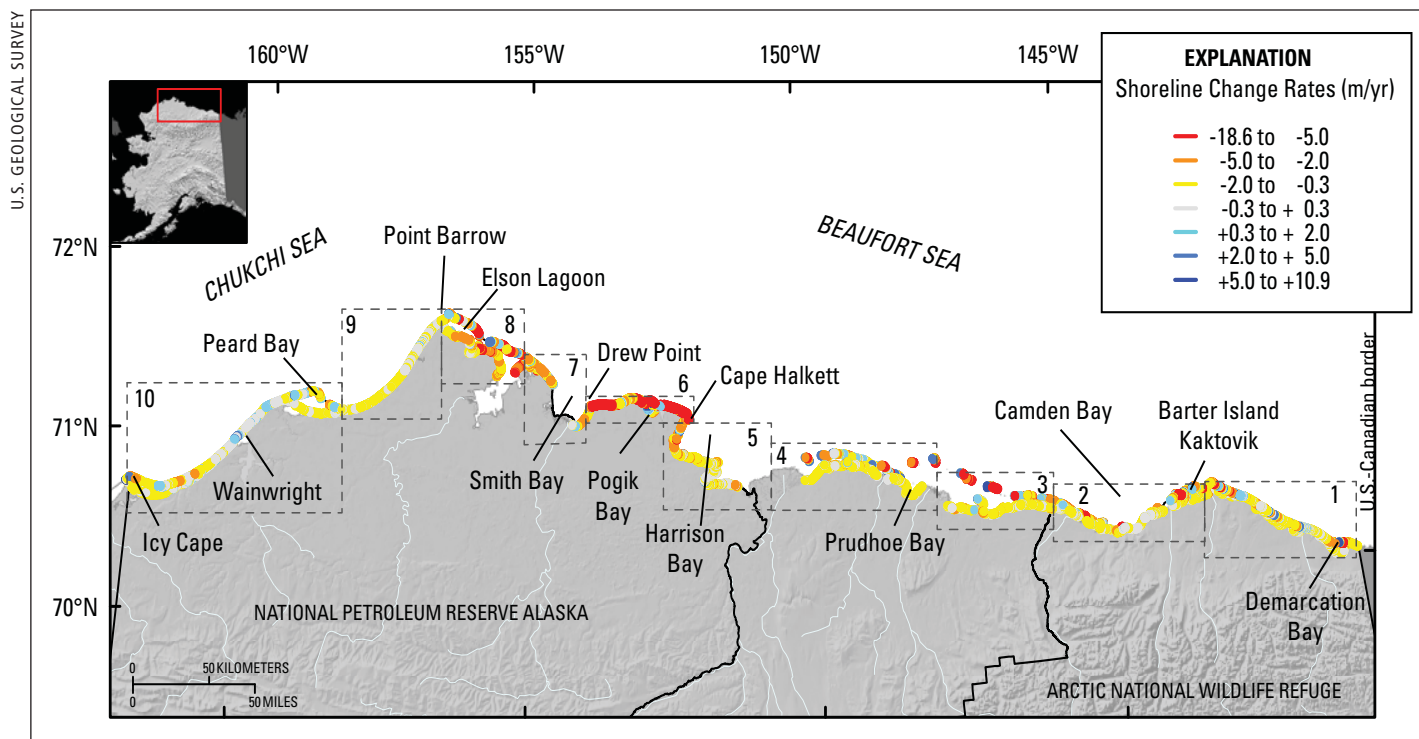 U.S. GEOLOGICAL SURVEY
160°W
155°W
150°W
145°W
EXPLANATION
Shoreline Change Rates (m/yr)
-18.6 to -5.0
-5.0 to -2.0
-2.0 to -0.3
-0.3 to + 0.3
+0.3 to + 2.0
+2.0 to + 5.0
+5.0 to +10.9
72°N
71°N
70°N
CHUKCHI SEA
BEAUFORT SEA
Point Barrow
Elson Lagoon
Peard Bay
9
8
7
Drew Point
6
Cape Halkett
10
Wainwright
Icy Cape
Smith Bay
Pogik
Bay
5
Harrison
Bay
4
Prudhoe Bay
3
Camden Bay
2
Barter Island
Kaktovik
1
U.S.-Canadian border
Demarcation
Bay
NATIONAL PETROLEUM RESERVE ALASKA
ARCTIC NATIONAL WILDLIFE REFUGE
0 50 KILOMETERS
0 50 MILES